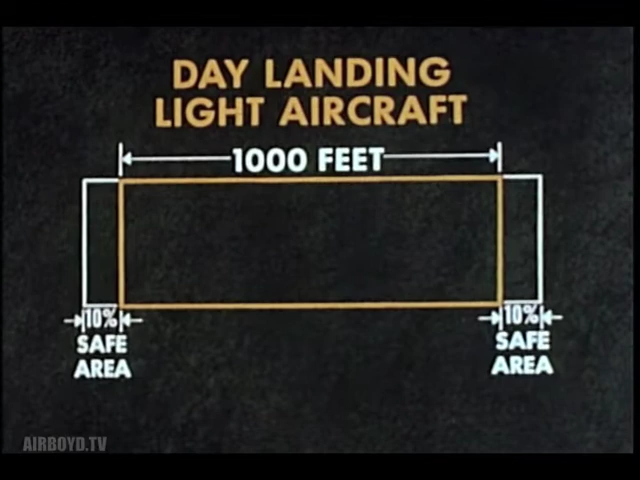 DAY LANDING
LIGHT AIRCRAFT
1000 FEET
10%
SAFE
AREA
10%
SAFE
AREA
AIRBOYD.TV